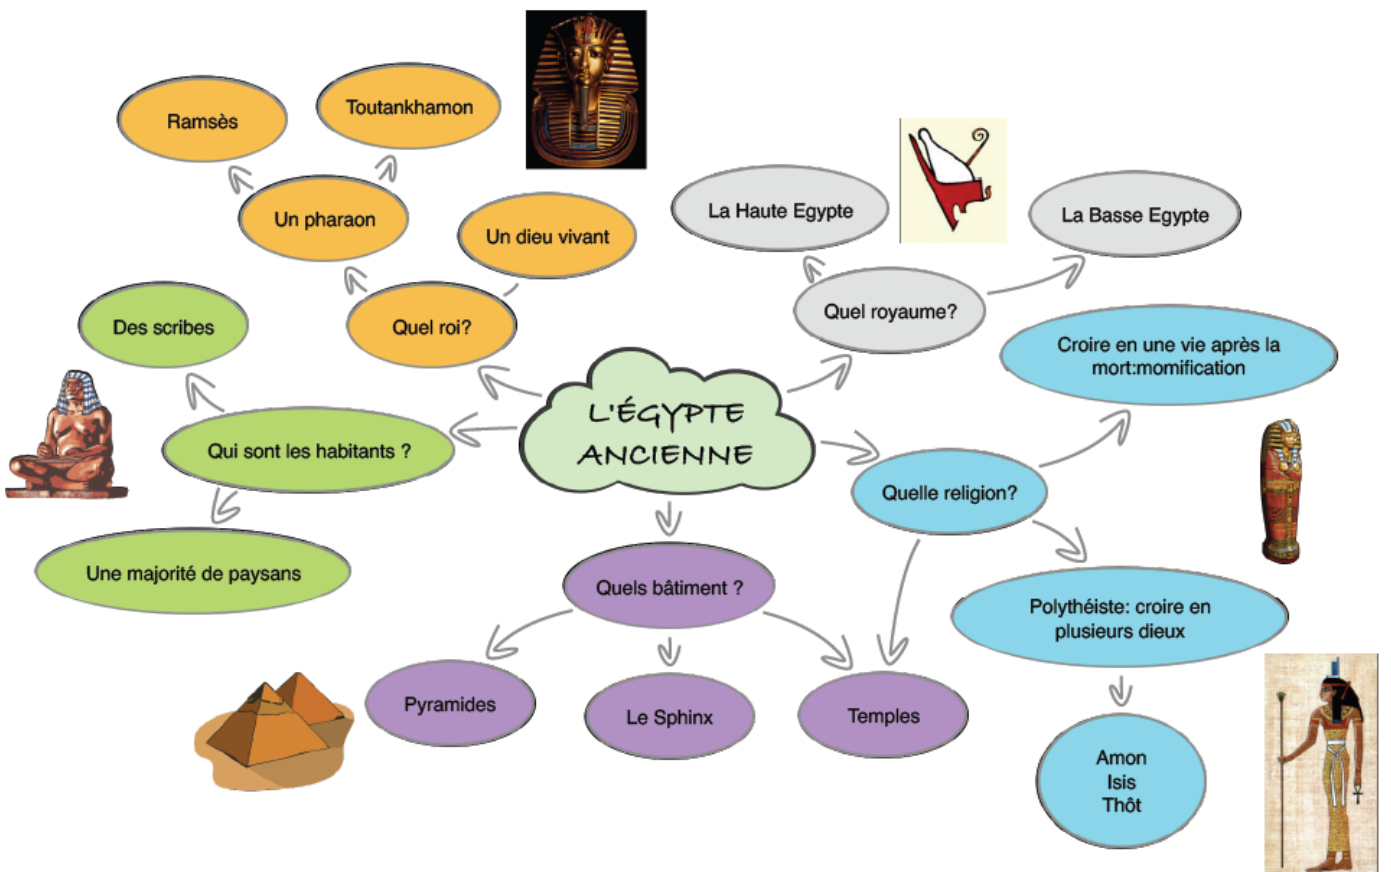 Ramsès
Toutankhamon
Un pharaon
Un dieu vivant
Quel roi?
La Haute Egypte
La Basse Egypte
Quel royaume?
Des scribes
Qui sont les habitants ?
Une majorité de paysans
L'ÉGYPTE
ANCIENNE
Croire en une vie après la
mort:momification
Quelle religion?
Polythéiste: croire en
plusieurs dieux
Amon
Isis
Thôt
Quels bâtiment ?
Pyramides
Le Sphinx
Temples